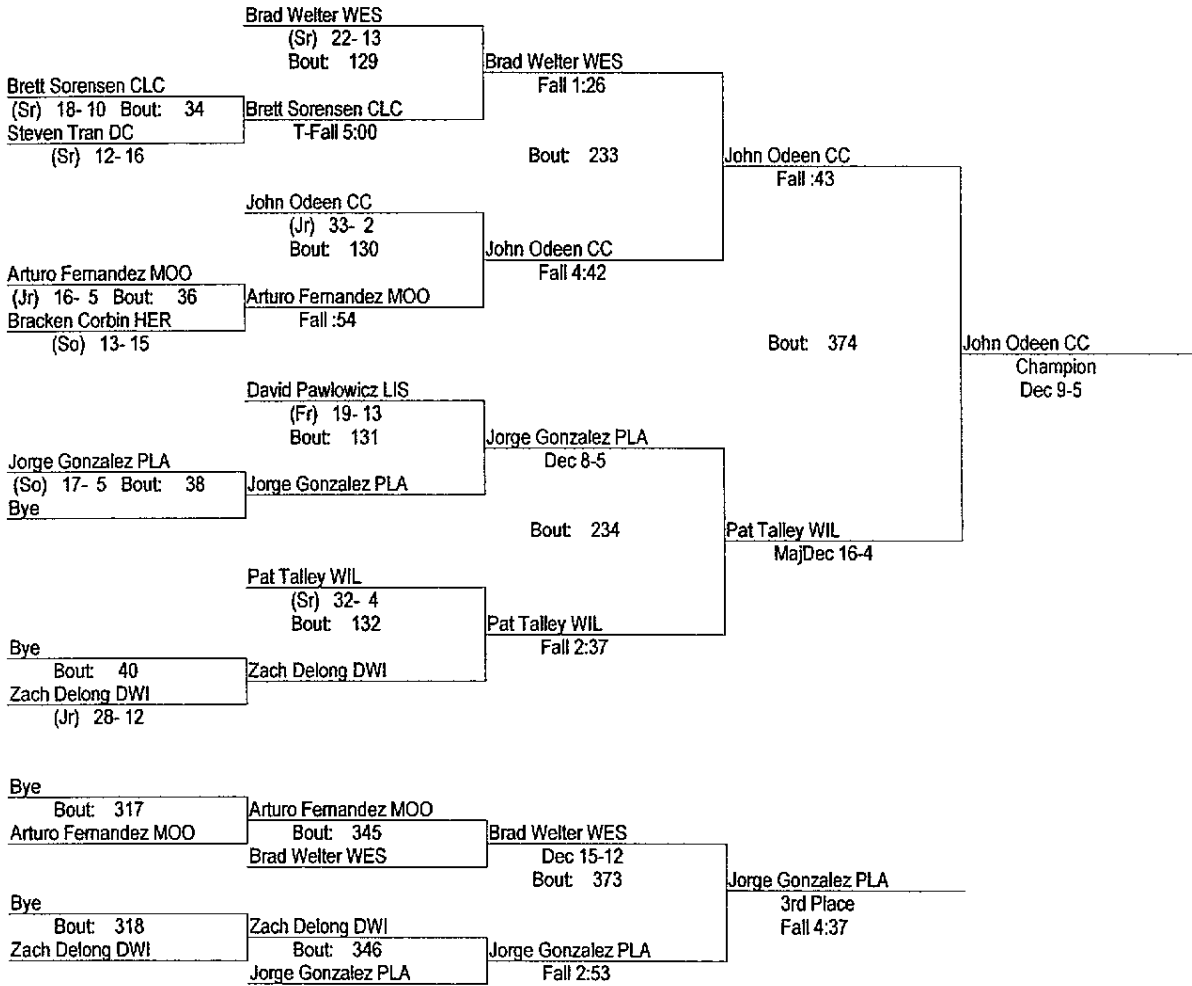 Brad Welter WES
(Sr) 22- 13
Bout: 129
Brad Welter WES
Fall 1:26
Brett Sorensen CLC
(Sr) 18- 10 Bout: 34
Brett Sorensen CLC
T-Fall 5:00
Steven Tran DC
(Sr) 12- 16
Bout: 233
John Odeen CC
Fall :43
John Odeen CC
(Jr) 33- 2
Bout: 130
John Odeen CC
Fall 4:42
Arturo Fernandez MOO
(Jr) 16- 5 Bout: 36
Arturo Fernandez MOO
Fall :54
Bracken Corbin HER
(So) 13- 15
Bout: 374
John Odeen CC
Champion
Dec 9-5
David Pawlowicz LIS
(Fr) 19- 13
Bout: 131
Jorge Gonzalez PLA
Dec 8-5
Jorge Gonzalez PLA
(So) 17- 5 Bout: 38
Jorge Gonzalez PLA
Bye
Bout: 234
Pat Talley WIL
MajDec 16-4
Pat Talley WIL
(Sr) 32- 4
Bout: 132
Pat Talley WIL
Fall 2:37
Bye
Bout: 40
Zach Delong DWI
Zach Delong DWI
(Jr) 28- 12
Bye
Bout: 317
Arturo Fernandez MOO
Arturo Fernandez MOO
Bout: 345
Brad Welter WES
Brad Welter WES
Dec 15-12
Bout: 373
Jorge Gonzalez PLA
3rd Place
Fall 4:37
Bye
Bout: 318
Zach Delong DWI
Zach Delong DWI
Bout: 346
Jorge Gonzalez PLA
Jorge Gonzalez PLA
Fall 2:53